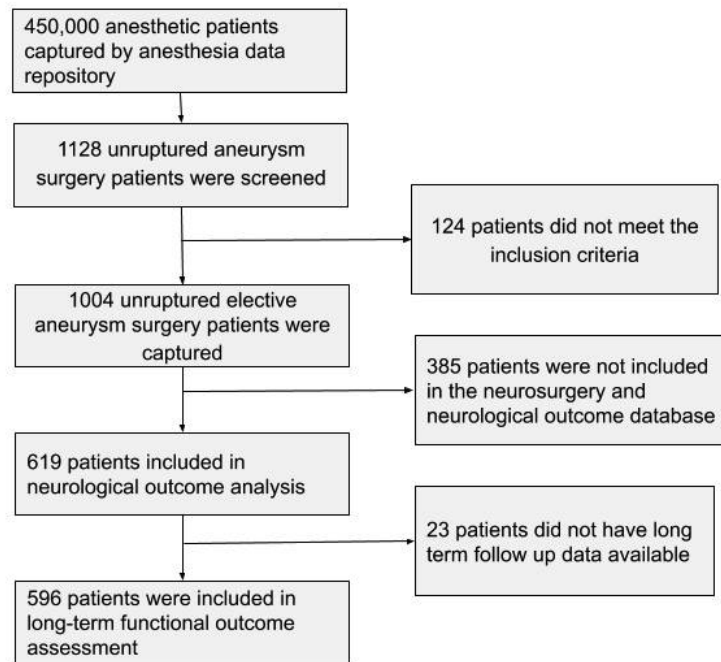 450,000 anesthetic patients
captured by anesthesia data
repository
1128 unruptured aneurysm
surgery patients were screened
124 patients did not meet the
inclusion criteria
1004 unruptured elective
aneurysm surgery patients were
captured
385 patients were not included
in the neurosurgery and
neurological outcome database
619 patients included in
neurological outcome analysis
23 patients did not have long
term follow up data available
596 patients were included in
long-term functional outcome
assessment